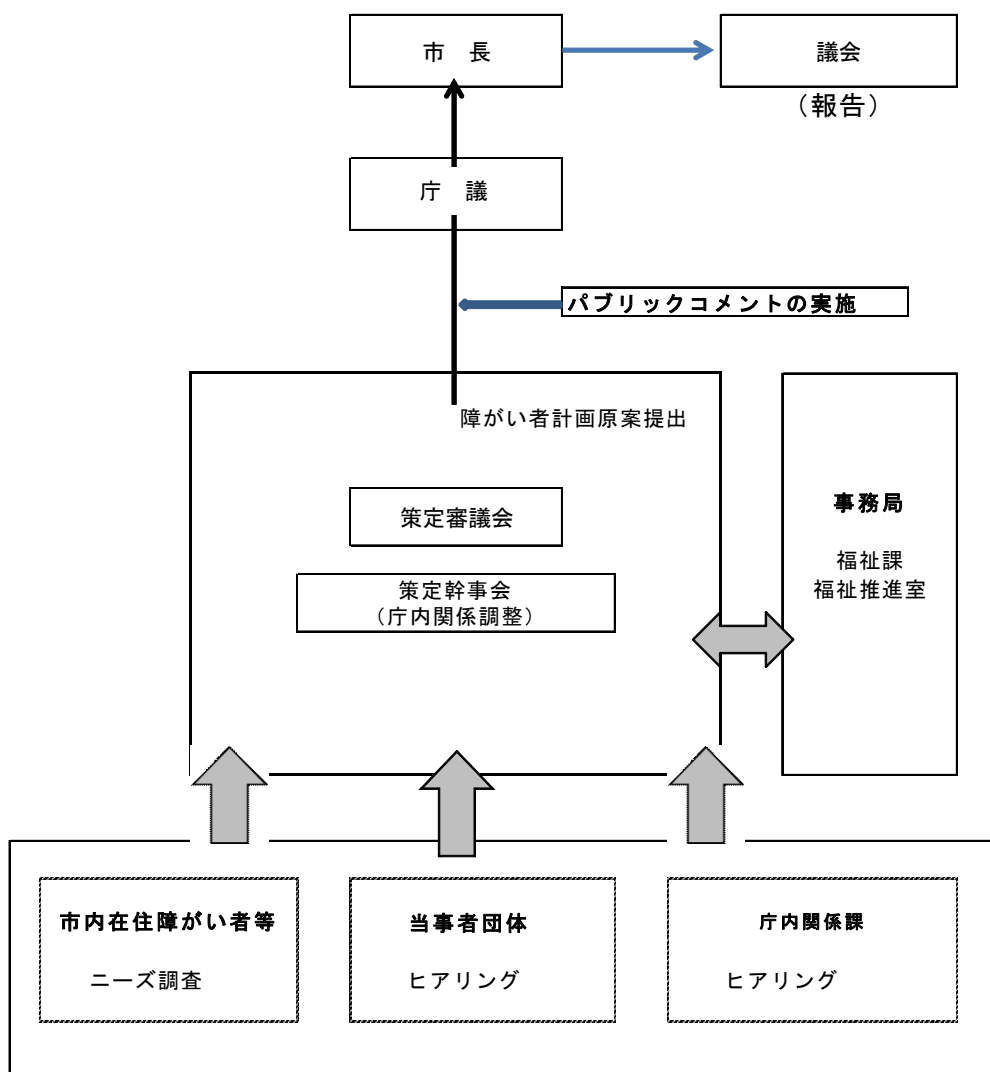 市　長
議会
（報告）
庁　議
パブリックコメントの実施
障がい者計画原案提出
策定審議会
策定幹事会
（庁内関係調整）
事務局
福祉課
福祉推進室
市内在住障がい者等
ニーズ調査
当事者団体
ヒアリング
庁内関係課
ヒアリング